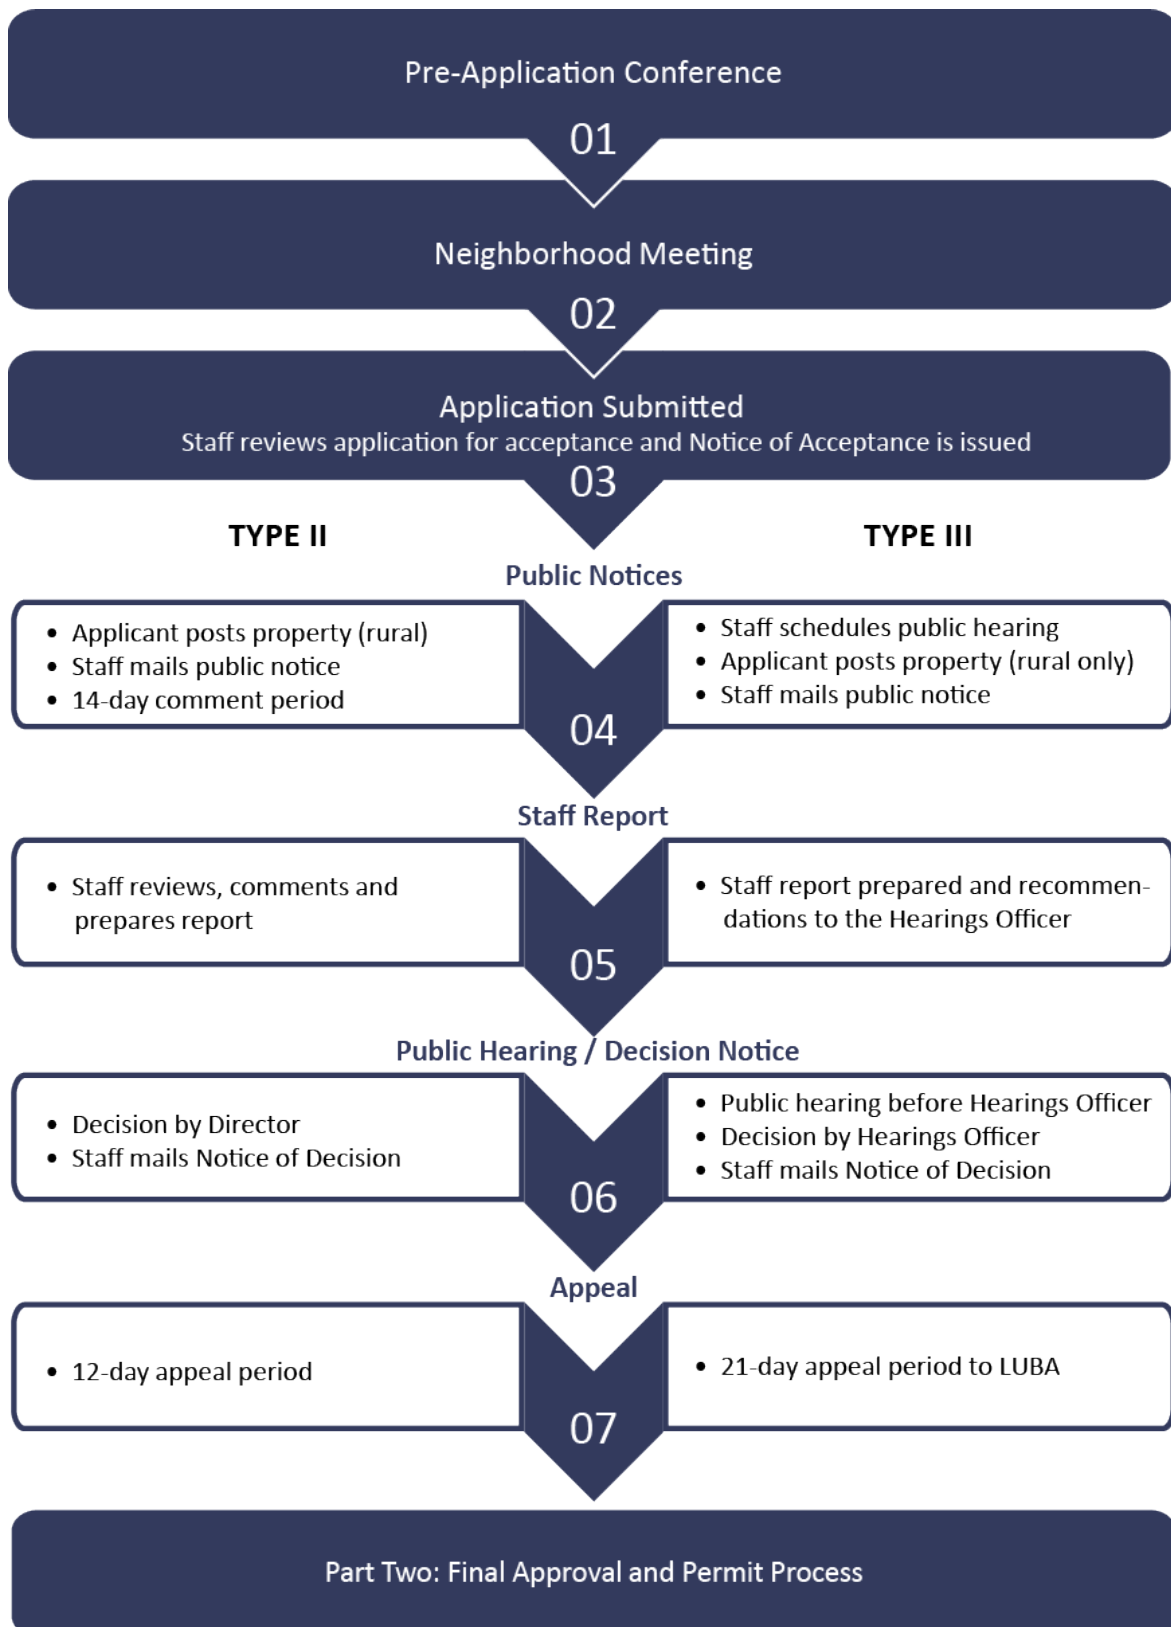 Pre-Application Conference
01
Neighborhood Meeting
02
Application Submitted
Staff reviews application for acceptance and Notice of Acceptance is issued
03
TYPE II
TYPE III
Public Notices
• Applicant posts property (rural)
• Staff mails public notice
• 14-day comment period
04
• Staff schedules public hearing
• Applicant posts property (rural only)
• Staff mails public notice
Staff Report
• Staff reviews, comments and
prepares report
05
• Staff report prepared and recommen-
dations to the Hearings Officer
Public Hearing / Decision Notice
• Decision by Director
• Staff mails Notice of Decision
06
• Public hearing before Hearings Officer
• Decision by Hearings Officer
• Staff mails Notice of Decision
Appeal
• 12-day appeal period
07
• 21-day appeal period to LUBA
Part Two: Final Approval and Permit Process